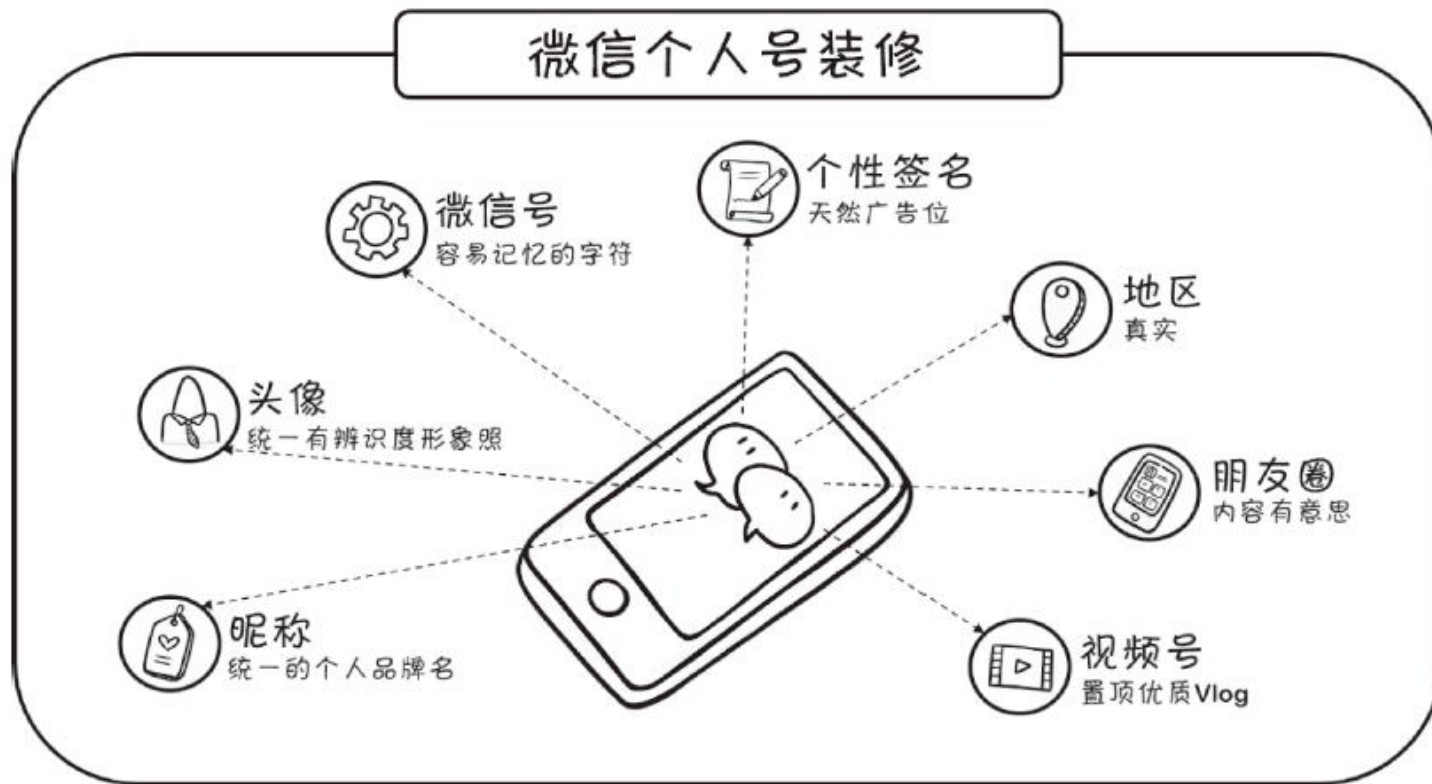 微信个人号装修
个性签名
天然广告位
微信号
容易记忆的字符
地区
真实
头像
统一有辨识度形象照
朋友圈
内容有意思
昵称
统一的个人品牌名
视频号
置顶优质Vlog